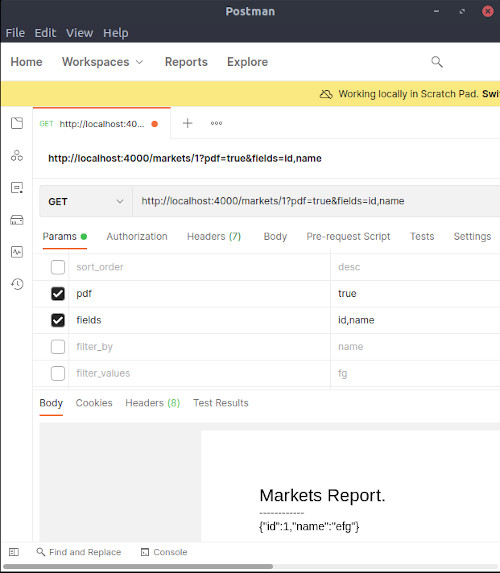 Postman
File Edit View Help
Home Workspaces Reports Explore
Working locally in Scratch Pad. Swi
GET http://localhost:40...
http://localhost:4000/markets/1?pdf=true&fields=id,name
GET http://localhost:4000/markets/1?pdf=true&fields=id,name
Params Authorization Headers (7) Body Pre-request Script Tests Settings
sort_order desc
pdf true
fields id,name
filter_by name
filter_values fg
Body Cookies Headers (8) Test Results
Markets Report.
------------
{"id":1,"name":"efg"}
Find and Replace Console